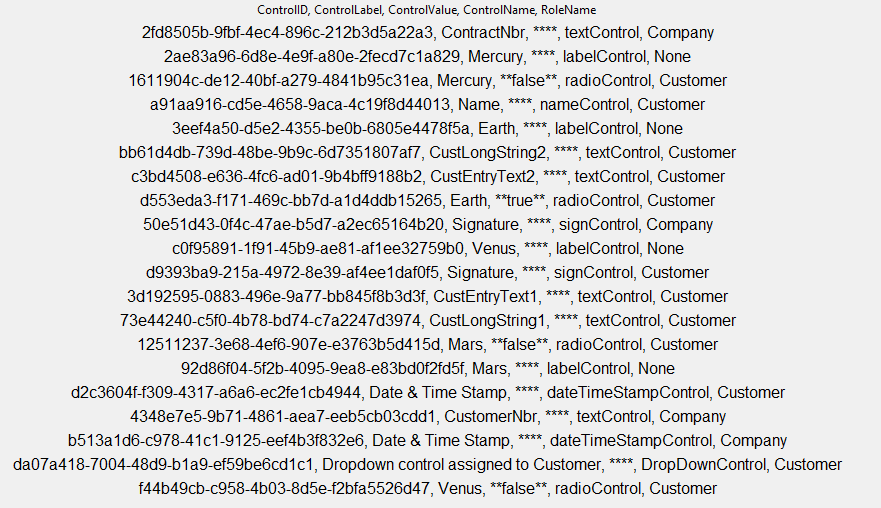 ControlID, ControlLabel, ControlValue, ControlName, RoleName
2fd8505b-9fbf-4ec4-896c-212b3d5a22a3, ContractNbr, ****, textControl, Company
2ae83a96-6d8e-4e9f-a80e-2fecd7c1a829, Mercury, ****, labelControl, None
1611904c-de12-40bf-a279-4841b95c31ea, Mercury, **false**, radioControl, Customer
a91aa916-cd5e-4658-9aca-4c19f8d44013, Name, ****, nameControl, Customer
3eef4a50-d5e2-4355-be0b-6805e4478f5a, Earth, ****, labelControl, None
bb61d4db-739d-48be-9b9c-6d7351807af7, CustLongString2, ****, textControl, Customer
c3bd4508-e636-4fc6-ad01-9b4bff9188b2, CustEntryText2, ****, textControl, Customer
d553eda3-f171-469c-bb7d-a1d4ddb15265, Earth, **true**, radioControl, Customer
50e51d43-0f4c-47ae-b5d7-a2ec65164b20, Signature, ****, signControl, Company
c0f95891-1f91-45b9-ae81-af1ee32759b0, Venus, ****, labelControl, None
d9393ba9-215a-4972-8e39-af4ee1daf0f5, Signature, ****, signControl, Customer
3d192595-0883-496e-9a77-bb845f8b3d3f, CustEntryText1, ****, textControl, Customer
73e44240-c5f0-4b78-bd74-c7a2247d3974, CustLongString1, ****, textControl, Customer
12511237-3e68-4ef6-907e-e3763b5d415d, Mars, **false**, radioControl, Customer
92d86f04-5f2b-4095-9ea8-e83bd0f2fd5f, Mars, ****, labelControl, None
d2c3604f-f309-4317-a6a6-ec2fe1cb4944, Date & Time Stamp, ****, dateTimeStampControl, Customer
4348e7e5-9b71-4861-aea7-eeb5cb03cdd1, CustomerNbr, ****, textControl, Company
b513a1d6-c978-41c1-9125-eef4b3f832e6, Date & Time Stamp, ****, dateTimeStampControl, Company
da07a418-7004-48d9-b1a9-ef59be6cd1c1, Dropdown control assigned to Customer, ****, DropDownControl, Customer
f44b49cb-c958-4b03-8d5e-f2bfa5526d47, Venus, **false**, radioControl, Customer